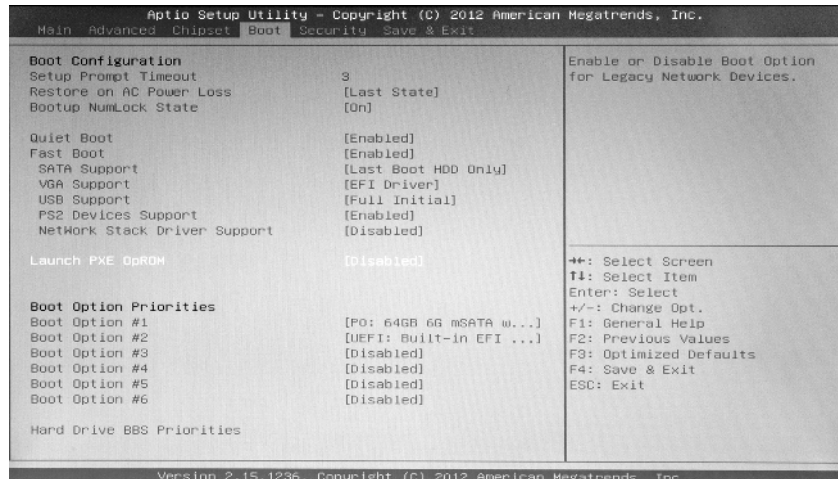 Aptio Setup Utility – Copyright (C) 2012 American Megatrends, Inc.
Main Advanced Chipset Boot Security Save & Exit
Boot Configuration
Setup Prompt Timeout 3
Restore on AC Power Loss [Last State]
Bootup NumLock State [On]
Quiet Boot [Enabled]
Fast Boot [Enabled]
SATA Support [Last Boot HDD Only]
VGA Support [EFI Driver]
USB Support [Full Initial]
PS2 Devices Support [Enabled]
NetWork Stack Driver Support [Disabled]
Launch PXE OpROM [Disabled]
Boot Option Priorities
Boot Option #1 [PO: 64GB 6G mSATA w...]
Boot Option #2 [UEFI: Built-in EFI ...]
Boot Option #3 [Disabled]
Boot Option #4 [Disabled]
Boot Option #5 [Disabled]
Boot Option #6 [Disabled]
Hard Drive BBS Priorities
Enable or Disable Boot Option
for Legacy Network Devices.
→←: Select Screen
↑↓: Select Item
Enter: Select
+/-: Change Opt.
F1: General Help
F2: Previous Values
F3: Optimized Defaults
F4: Save & Exit
ESC: Exit
Version 2.15.1236. Copyright (C) 2012 American Megatrends, Inc.